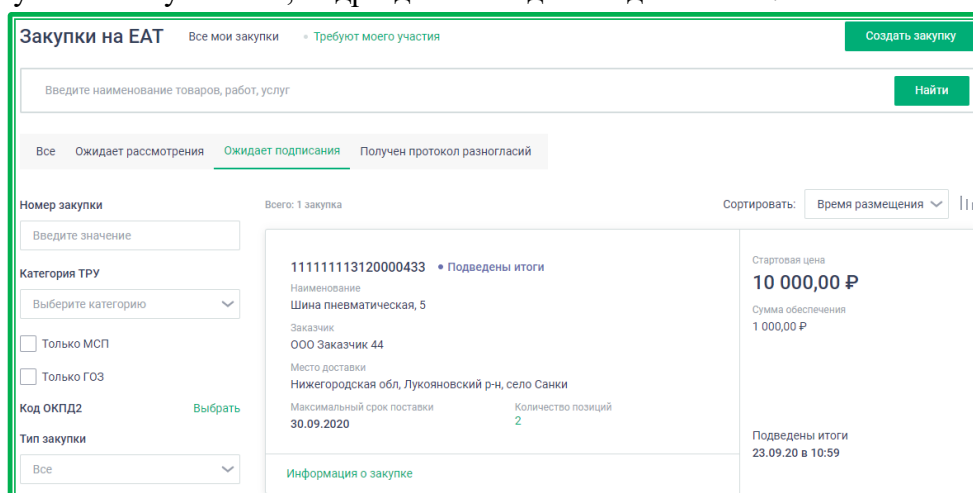 Закупки на ЕАТ Все мои закупки Требуют моего участия Создать закупку
Введите наименование товаров, работ, услуг Найти
Все Ожидает рассмотрения Ожидает подписания Получен протокол разногласий
Номер закупки Всего: 1 закупка Сортировать: Время размещения
Введите значение
Категория ТРУ
Выберите категорию
Только МСП
Только ГОЗ
Код ОКПД2 Выбрать
Тип закупки
Все
111111113120000433 • Подведены итоги
Наименование
Шина пневматическая, 5
Заказчик
ООО Заказчик 44
Место доставки
Нижегородская обл, Лукояновский р-н, село Санки
Максимальный срок поставки Количество позиций
30.09.2020 2
Информация о закупке
Стартовая цена
10 000,00 ₽
Сумма обеспечения
1 000,00 ₽
Подведены итоги
23.09.20 в 10:59